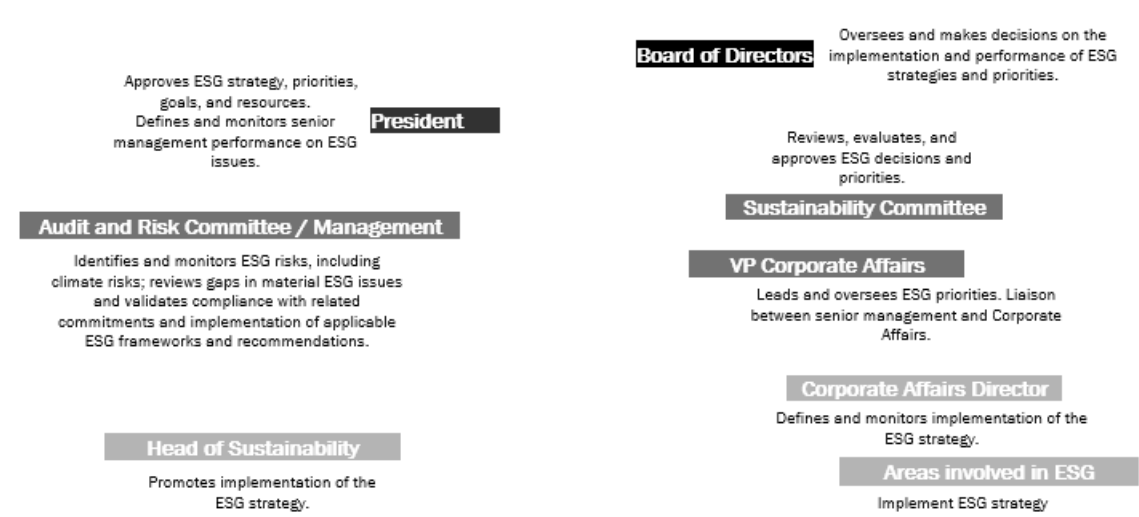 Board of Directors
Oversees and makes decisions on the
implementation and performance of ESG
strategies and priorities.
Approves ESG strategy, priorities,
goals, and resources.
Defines and monitors senior
management performance on ESG
issues.
President
Reviews, evaluates, and
approves ESG decisions and
priorities.
Sustainability Committee
Audit and Risk Committee / Management
Identifies and monitors ESG risks, including
climate risks; reviews gaps in material ESG issues
and validates compliance with related
commitments and implementation of applicable
ESG frameworks and recommendations.
VP Corporate Affairs
Leads and oversees ESG priorities. Liaison
between senior management and Corporate
Affairs.
Corporate Affairs Director
Defines and monitors implementation of the
ESG strategy.
Head of Sustainability
Promotes implementation of the
ESG strategy.
Areas involved in ESG
Implement ESG strategy